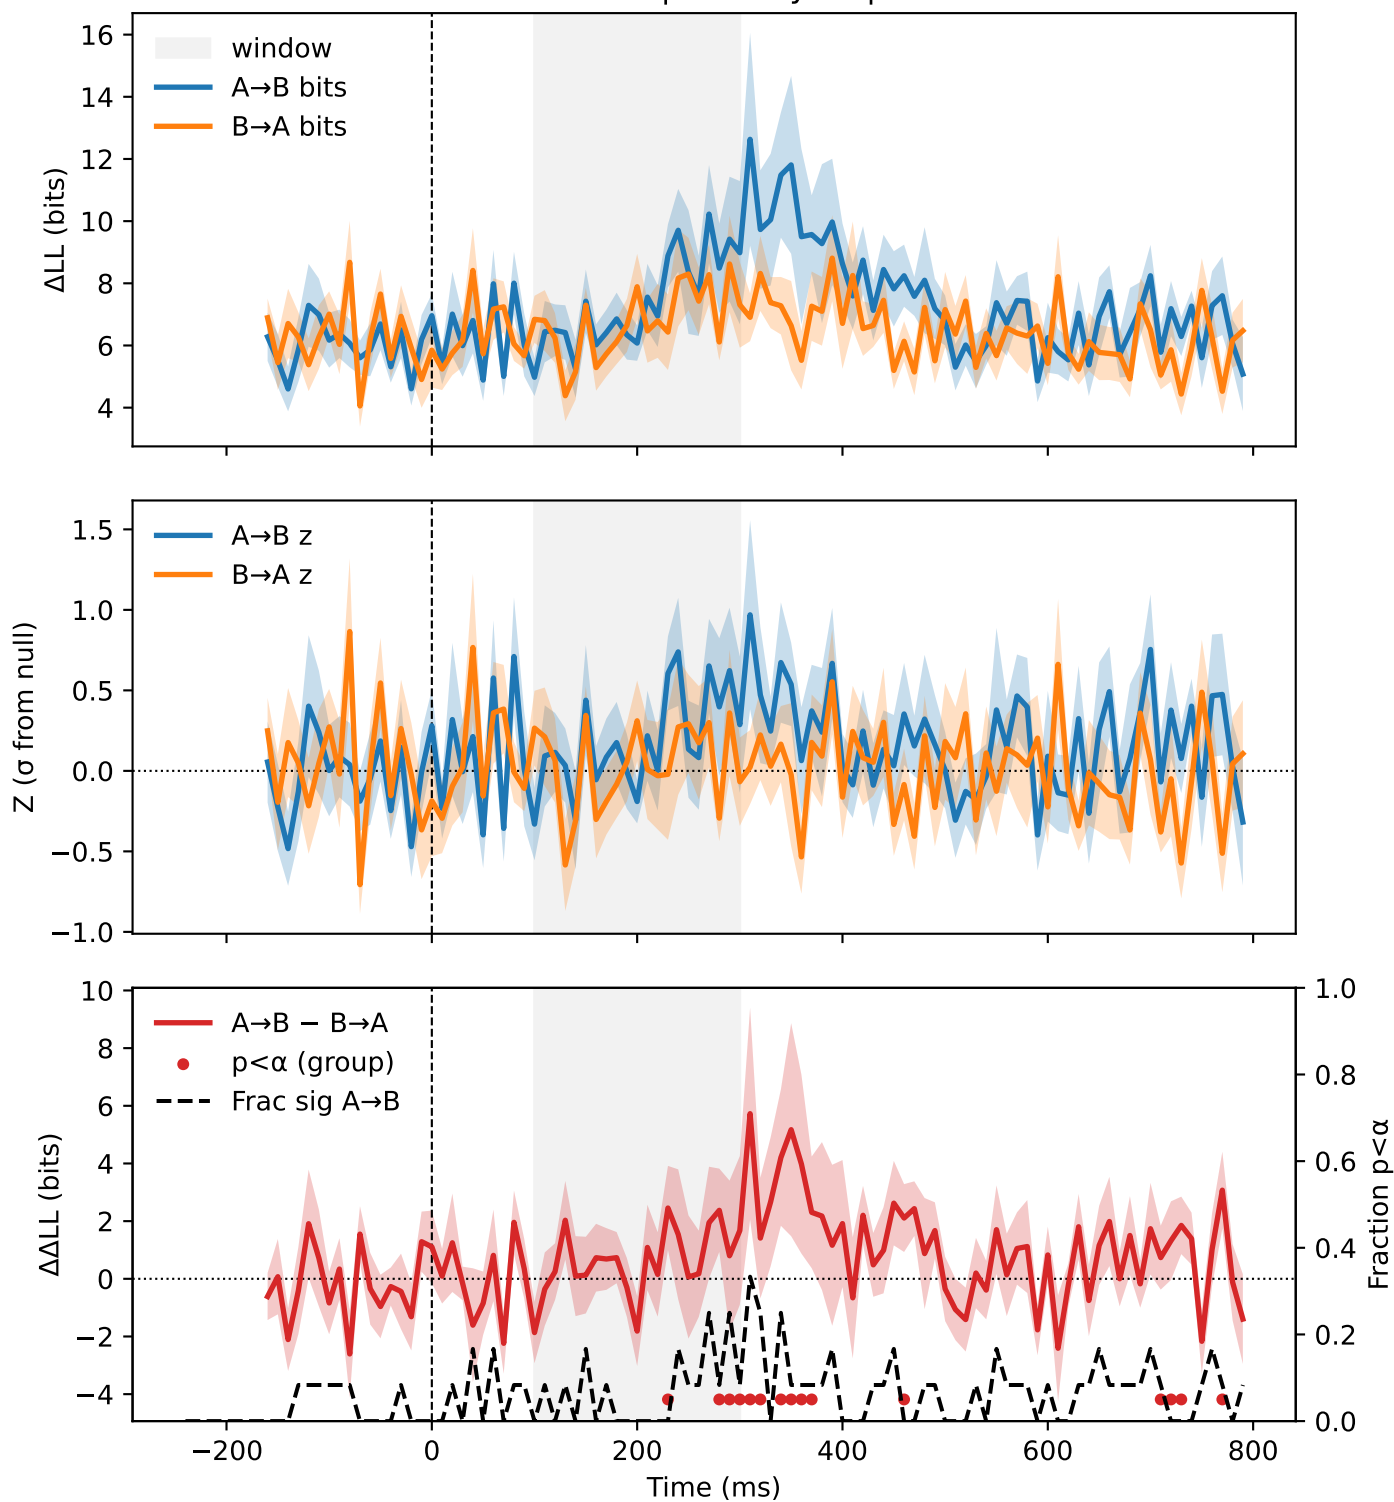 16
14
12
10
8
6
4
ΔLL (bits)
window
A→B bits
B→A bits
1.5
1.0
0.5
0.0
−0.5
−1.0
Z (σ from null)
A→B z
B→A z
10
8
6
4
2
0
−2
−4
ΔΔLL (bits)
A→B − B→A
p<α (group)
Frac sig A→B
1.0
0.8
0.6
0.4
0.2
0.0
Fraction p<α
−200 0 200 400 600 800
Time (ms)